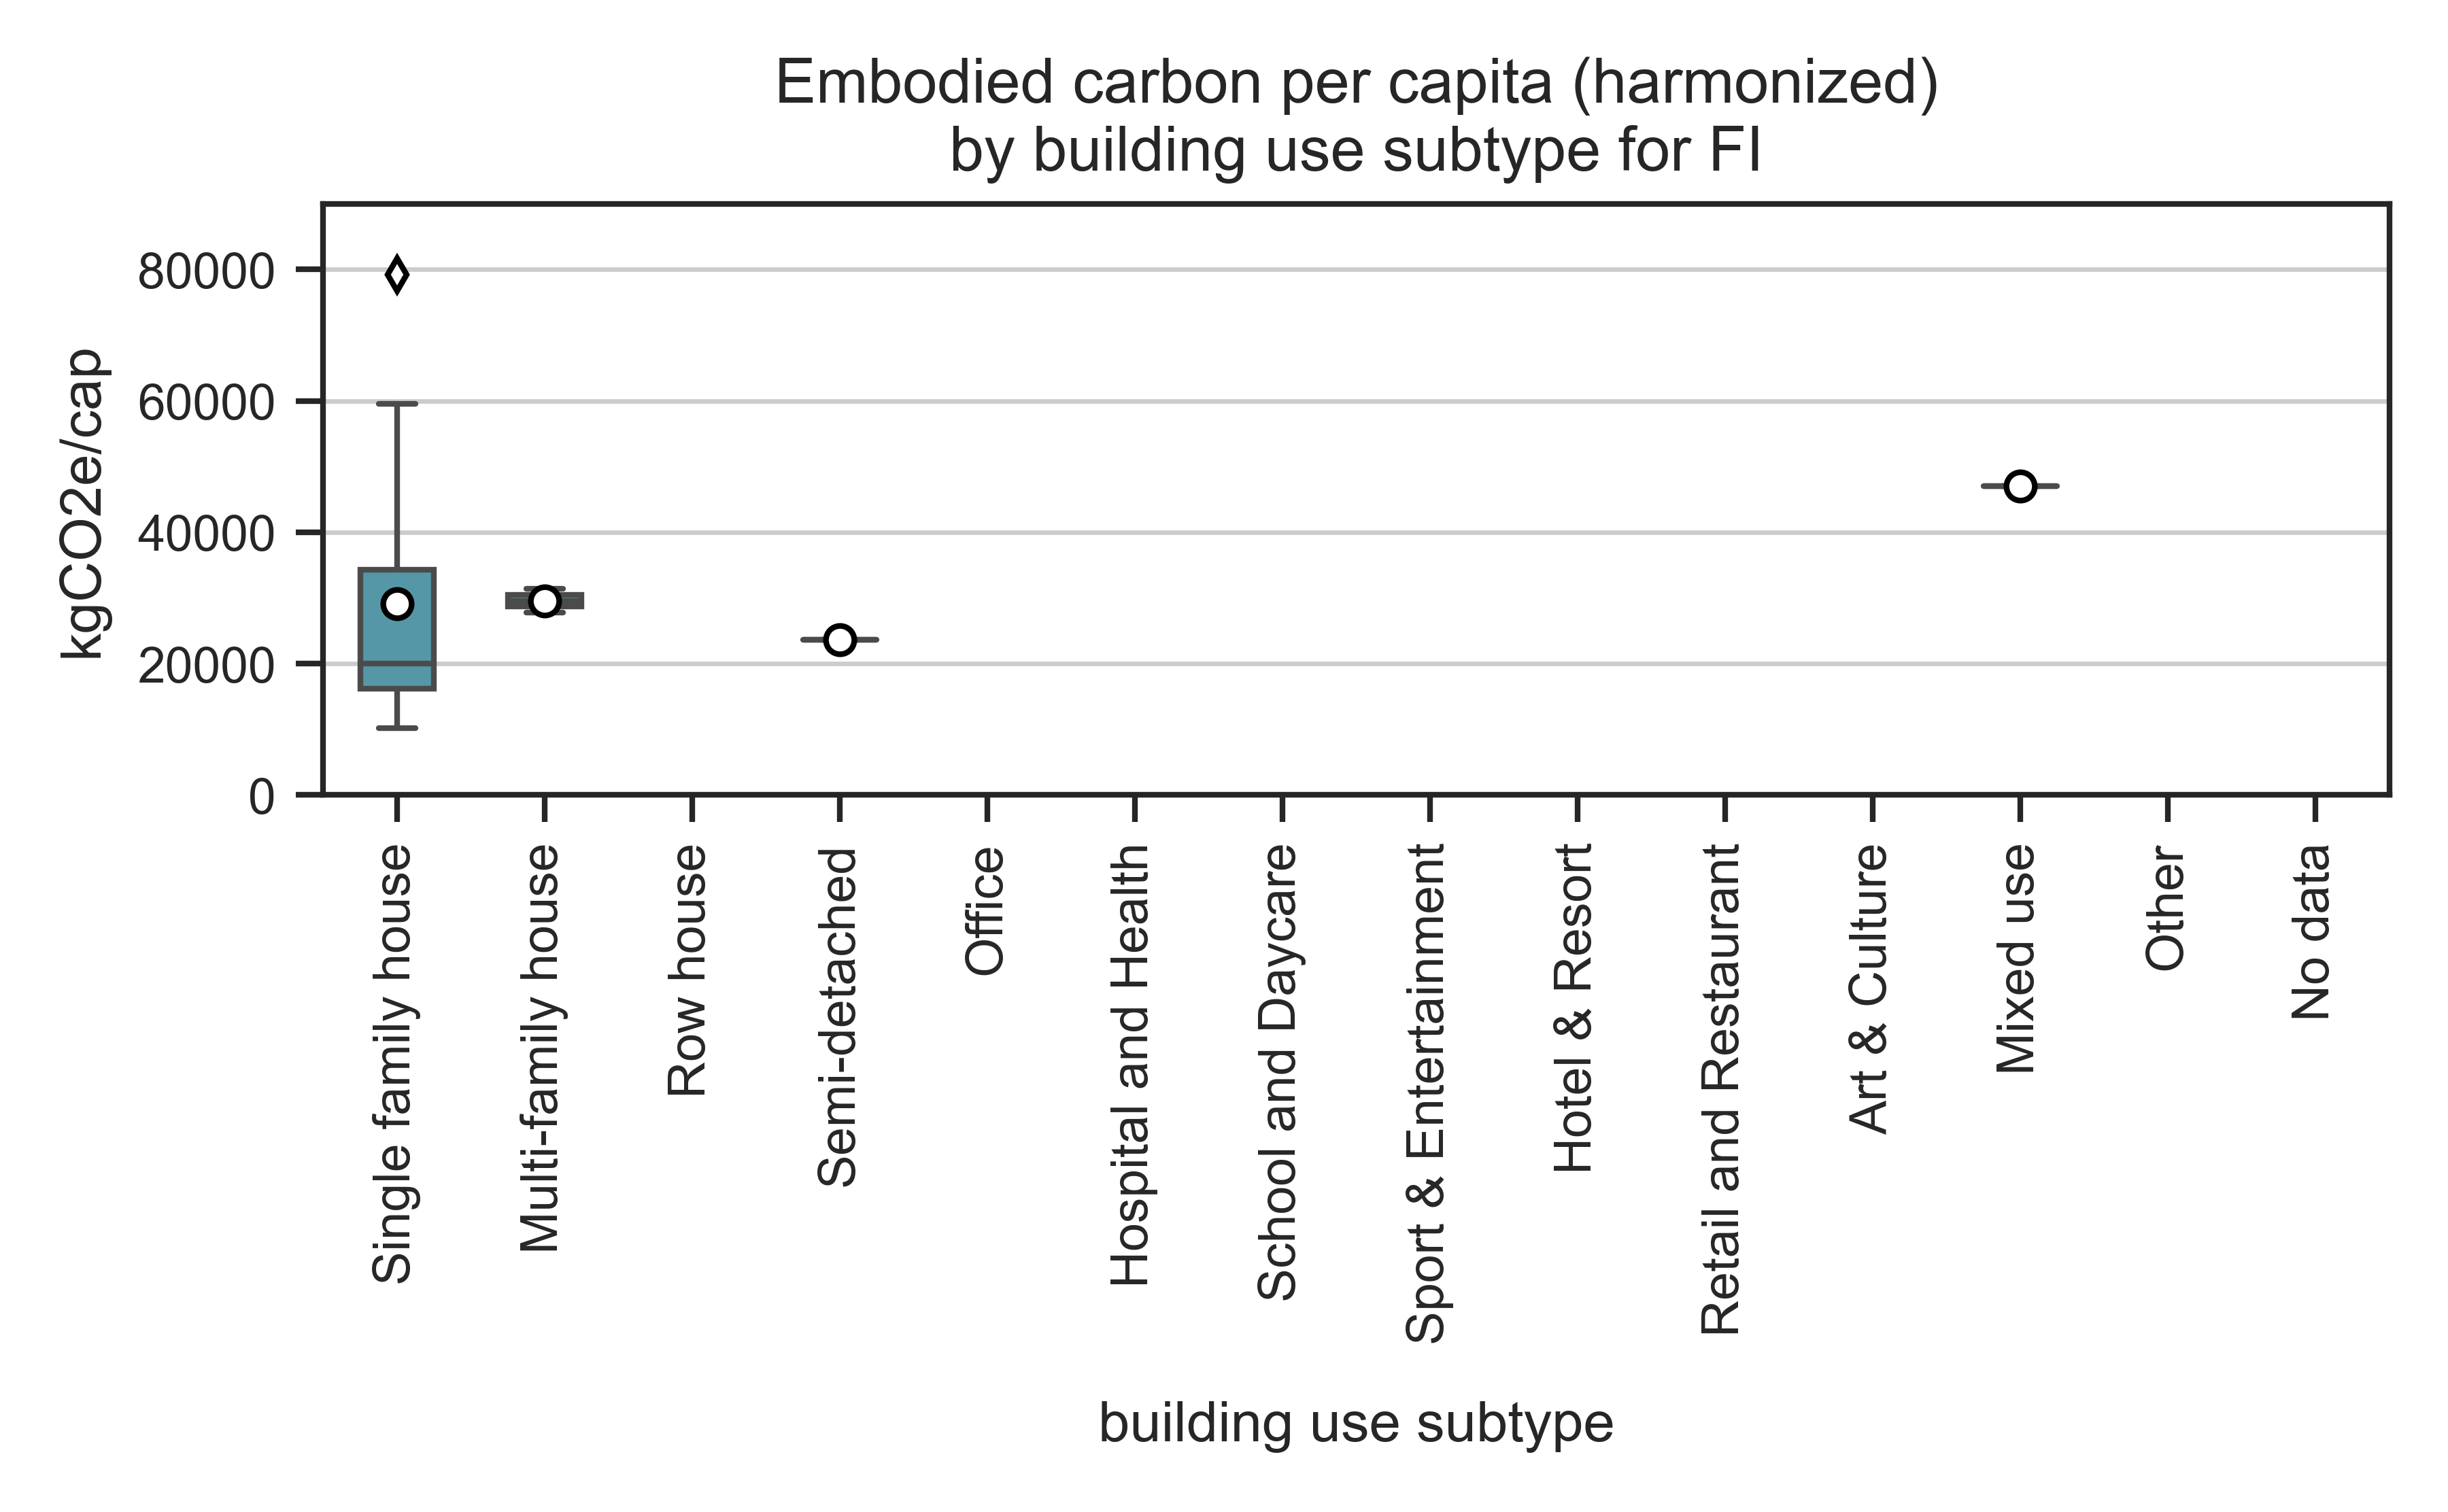 Embodied carbon per capita (harmonized)
by building use subtype for FI
kgCO2e/cap
80000
60000
40000
20000
0
Single family house
Multi-family house
Row house
Semi-detached
Office
Hospital and Health
School and Daycare
Sport & Entertainment
Hotel & Resort
Retail and Restaurant
Art & Culture
Mixed use
Other
No data
building use subtype